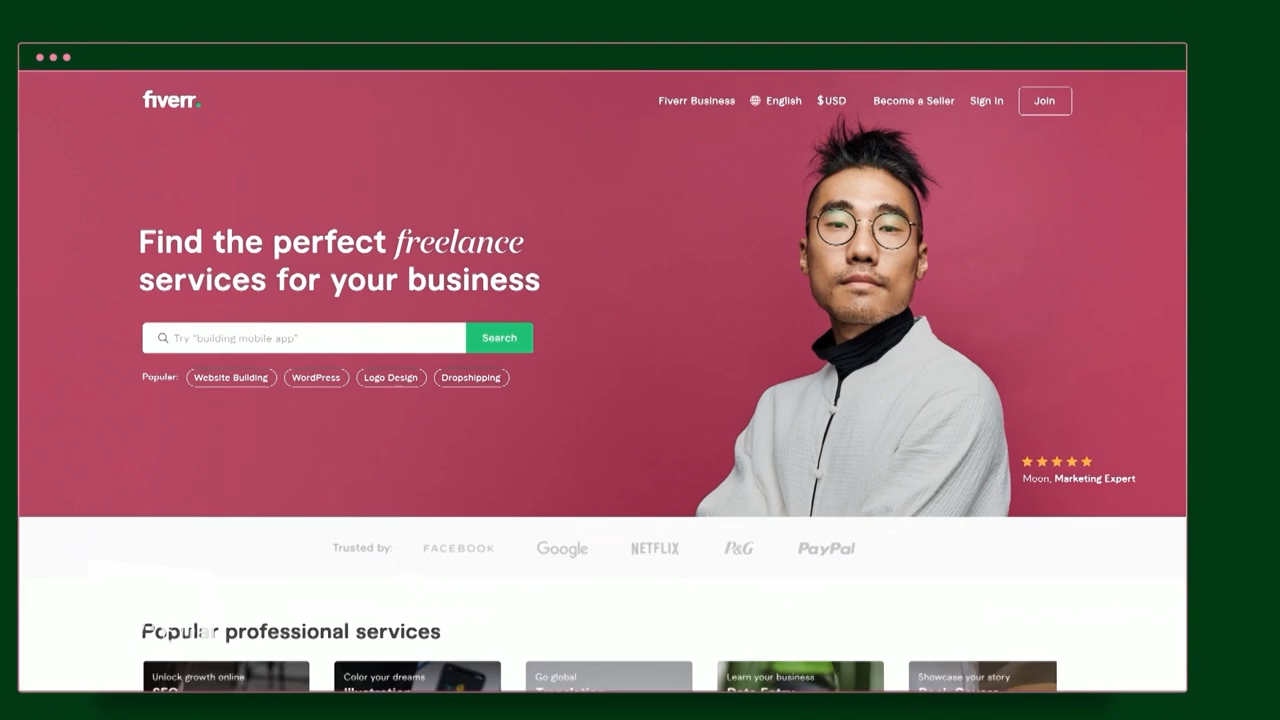 fiverr.
Fiverr Business English $USD Become a Seller Sign In Join
Find the perfect freelance
services for your business
Try "building mobile app" Search
Popular: Website Building WordPress Logo Design Dropshipping
Moon, Marketing Expert
Trusted by: FACEBOOK Google NETFLIX P&G PayPal
Popular professional services
Unlock growth online Color your dreams Go global Learn your business Showcase your story